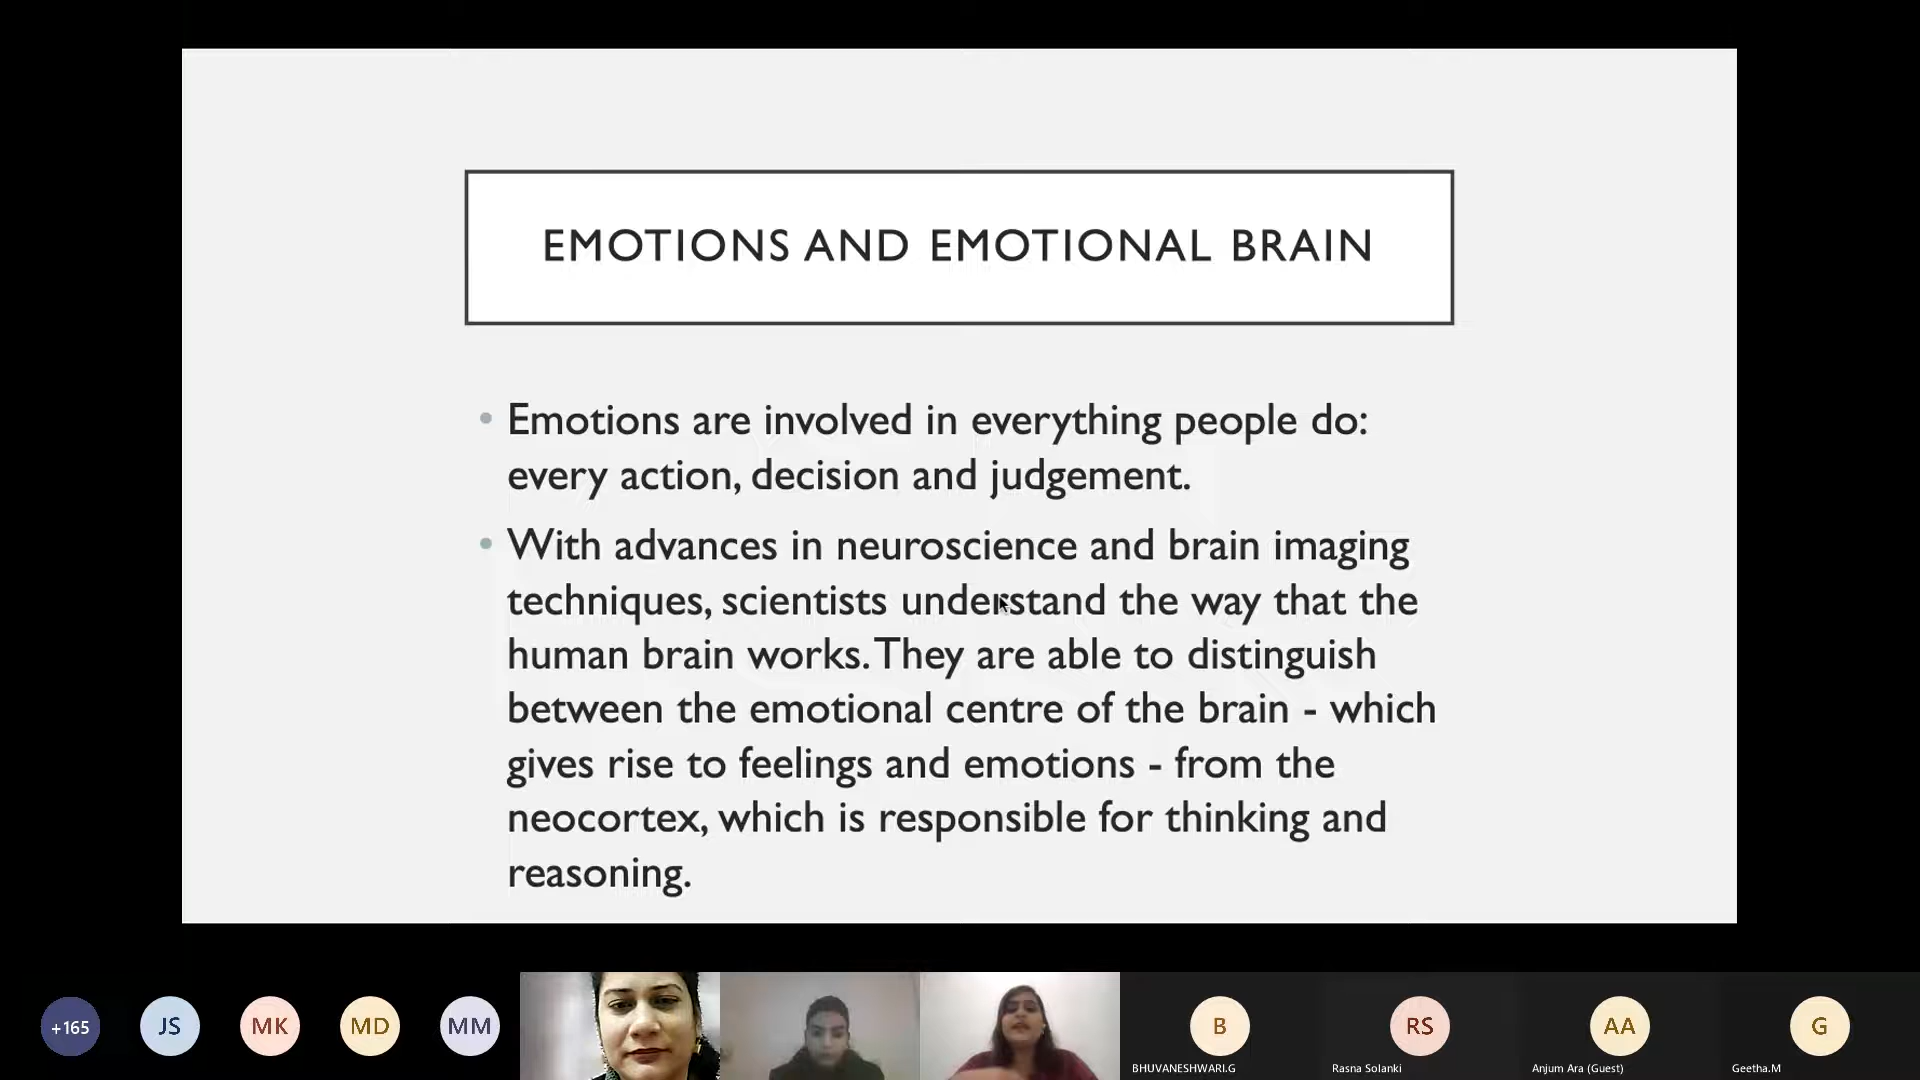 EMOTIONS AND EMOTIONAL BRAIN
• Emotions are involved in everything people do:
every action, decision and judgement.
• With advances in neuroscience and brain imaging
techniques, scientists understand the way that the
human brain works. They are able to distinguish
between the emotional centre of the brain - which
gives rise to feelings and emotions - from the
neocortex, which is responsible for thinking and
reasoning.
+165
JS
MK
MD
MM
B
RS
AA
G
BHUVANESHWARI.G
Rasna Solanki
Anjum Ara (Guest)
Geetha.M